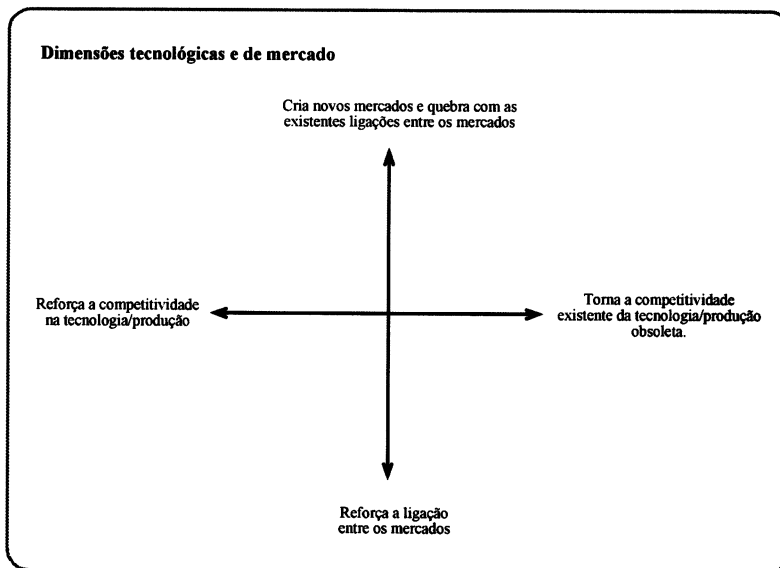 Dimensões tecnológicas e de mercado
Cria novos mercados e quebra com as
existentes ligações entre os mercados
Reforça a competitividade
na tecnologia/produção
Torna a competitividade
existente da tecnologia/produção
obsoleta.
Reforça a ligação
entre os mercados